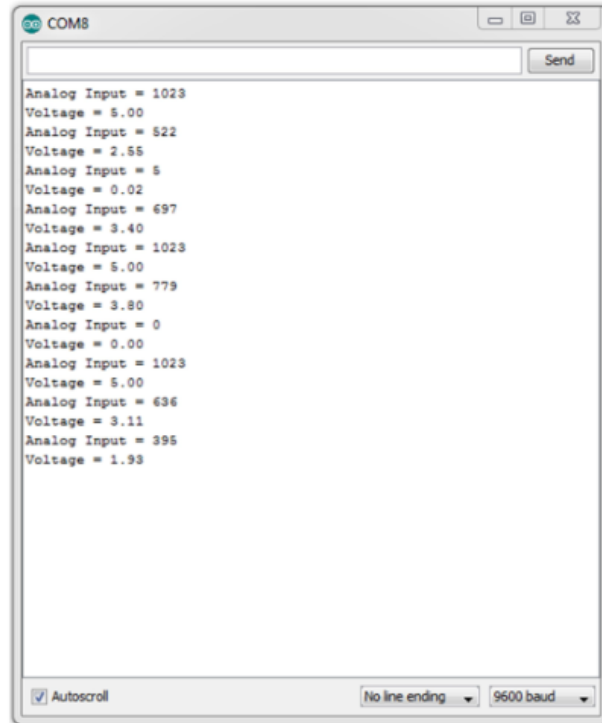 COM8
Send
Analog Input = 1023
Voltage = 5.00
Analog Input = 522
Voltage = 2.55
Analog Input = 5
Voltage = 0.02
Analog Input = 697
Voltage = 3.40
Analog Input = 1023
Voltage = 5.00
Analog Input = 779
Voltage = 3.80
Analog Input = 0
Voltage = 0.00
Analog Input = 1023
Voltage = 5.00
Analog Input = 636
Voltage = 3.11
Analog Input = 395
Voltage = 1.93
Autoscroll No line ending 9600 baud